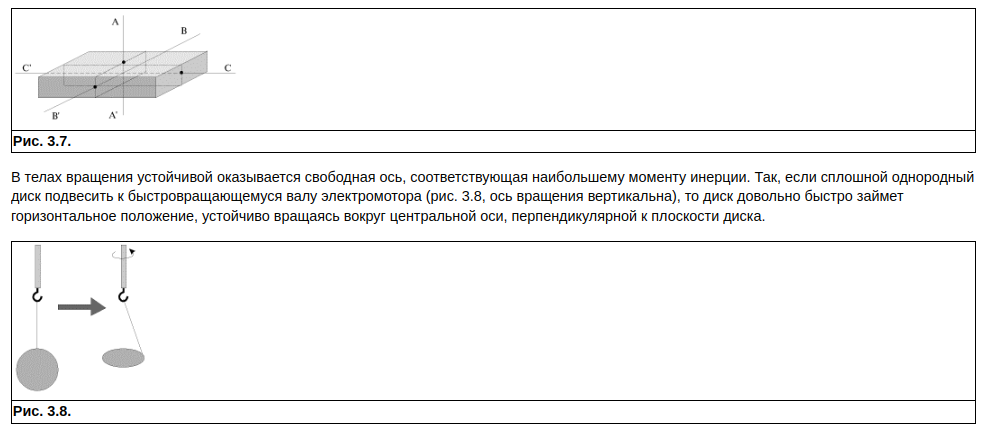 A
B
C'
C
B'
A'
Рис. 3.7.
В телах вращения устойчивой оказывается свободная ось, соответствующая наибольшему моменту инерции. Так, если сплошной однородный
диск подвесить к быстровращающемуся валу электромотора (рис. 3.8, ось вращения вертикальна), то диск довольно быстро займет
горизонтальное положение, устойчиво вращаясь вокруг центральной оси, перпендикулярной к плоскости диска.
Рис. 3.8.